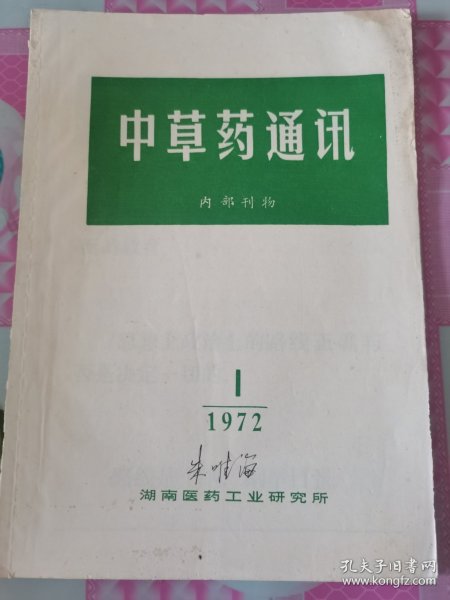 中草药通讯
内部刊物
1
1972
湖南医药工业研究所
孔夫子旧书网
www.kongfz.com